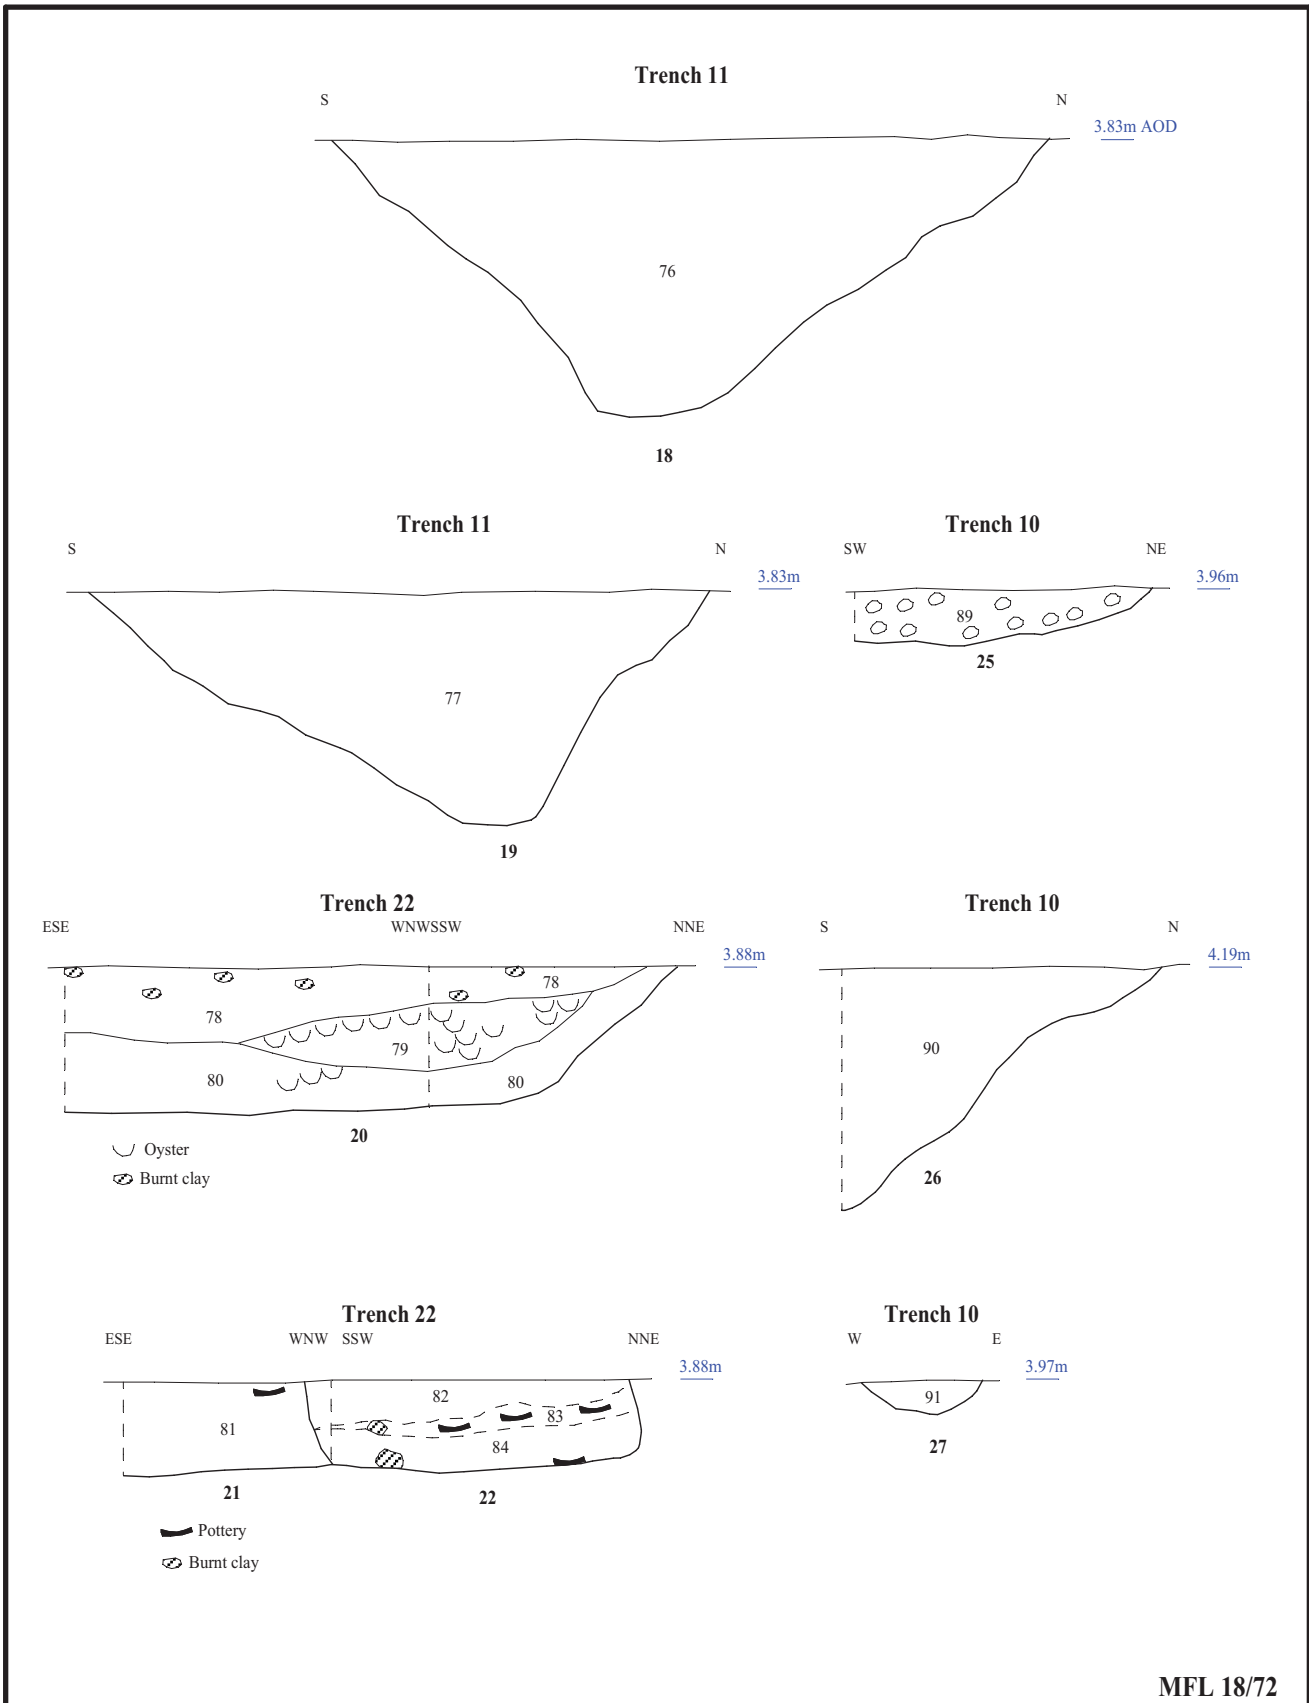 Trench 11
S N
3.83m AOD
76
18
Trench 11
S N
3.83m
77
19
Trench 10
SW NE
3.96m
89
25
Trench 22
ESE WNWSSW NNE
3.88m
78
78
79
80
80
20
Oyster
Burnt clay
Trench 10
S N
4.19m
90
26
Trench 22
ESE WNW SSW NNE
3.88m
82
83
81
84
21
22
Pottery
Burnt clay
Trench 10
W E
3.97m
91
27
MFL 18/72